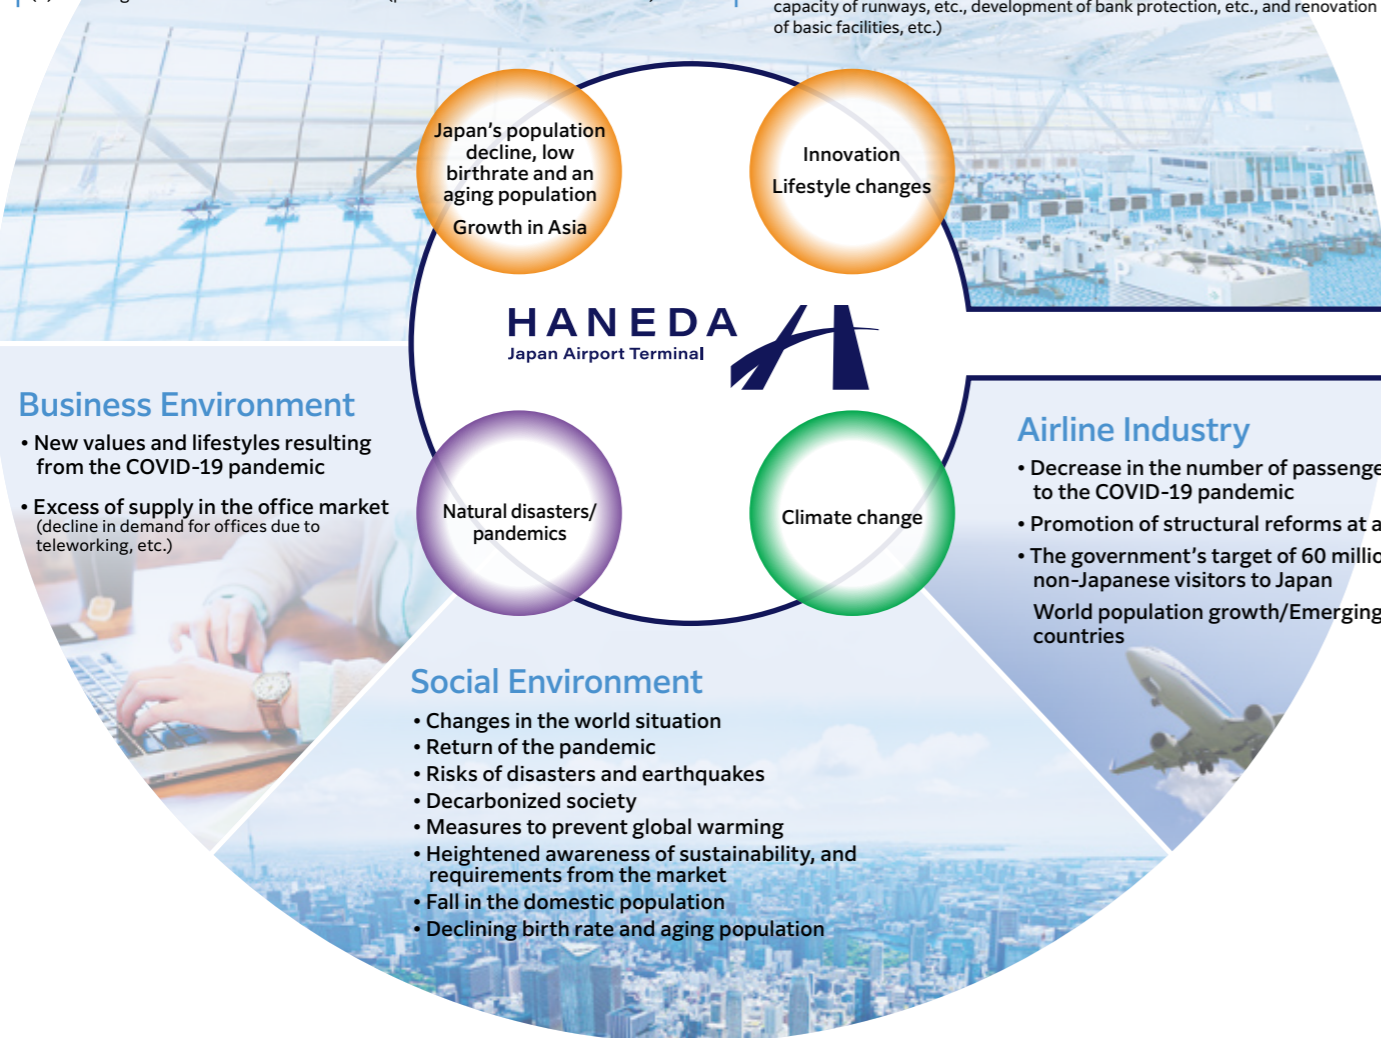 capacity of runways, etc., development of bank protection, etc., and renovation
of basic facilities, etc.)
Japan's population
decline, low
birthrate and an
aging population
Growth in Asia
Innovation
Lifestyle changes
HANEDA
Japan Airport Terminal
Natural disasters/
pandemics
Climate change
Business Environment
• New values and lifestyles resulting
from the COVID-19 pandemic
• Excess of supply in the office market
(decline in demand for offices due to
teleworking, etc.)
Airline Industry
• Decrease in the number of
to the COVID-19 pandemic
• Promotion of structural reforms at
• The government's target of 60
non-Japanese visitors to Japan
World population growth/Emerging
countries
Social Environment
• Changes in the world situation
• Return of the pandemic
• Risks of disasters and earthquakes
• Decarbonized society
• Measures to prevent global warming
• Heightened awareness of sustainability, and
requirements from the market
• Fall in the domestic population
• Declining birth rate and aging population